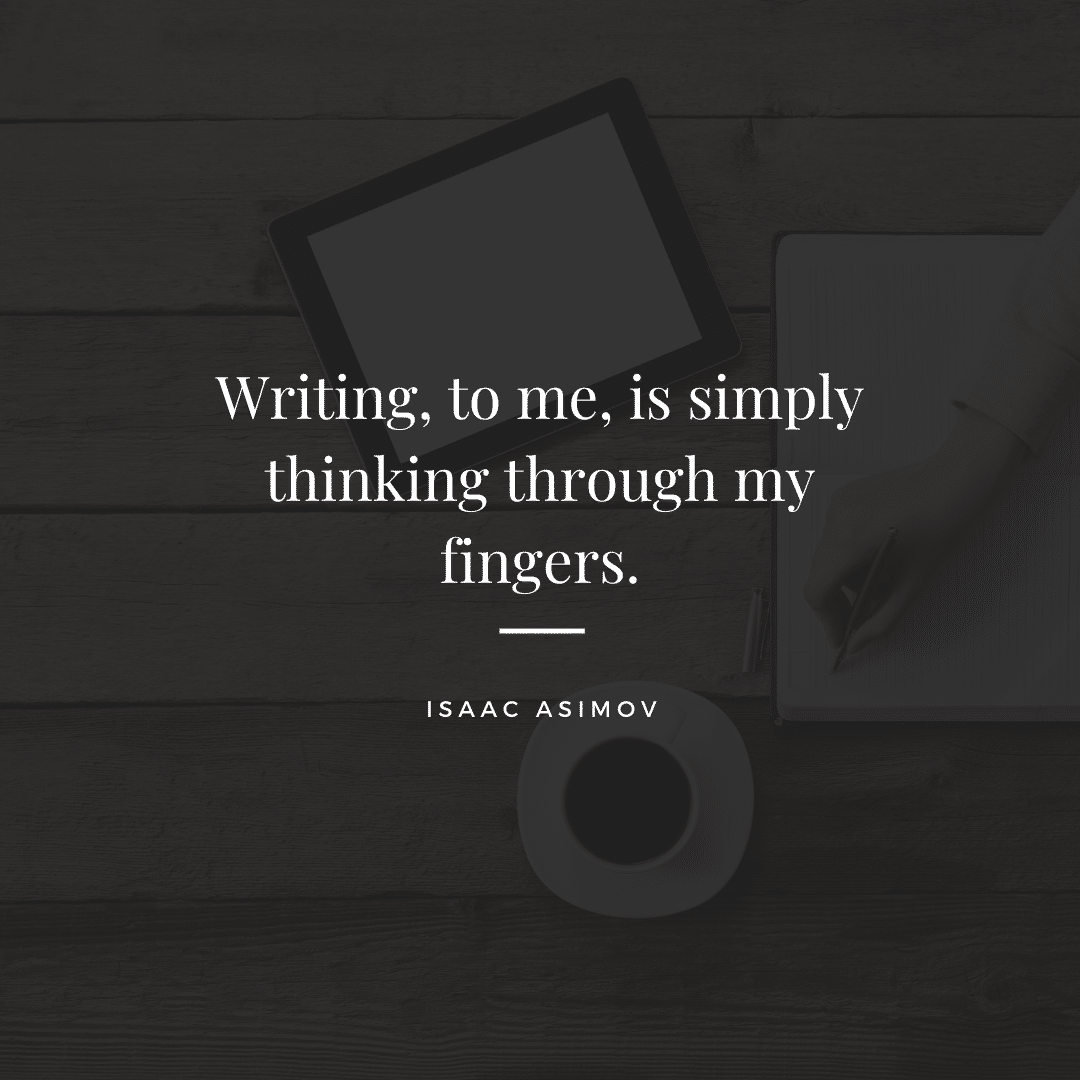 Writing, to me, is simply
thinking through my
fingers.
ISAAC ASIMOV